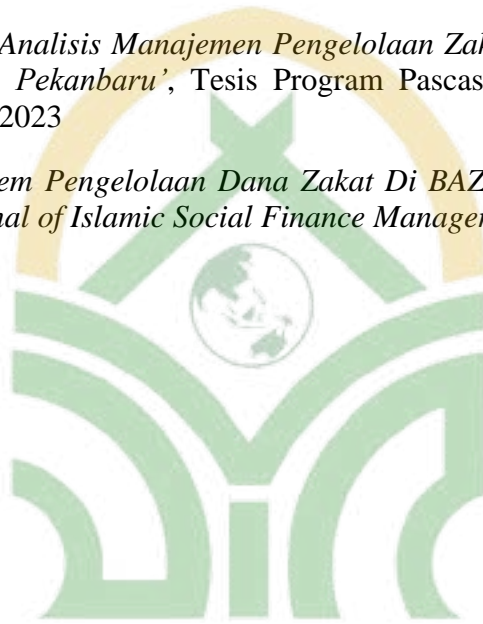 Analisis Manajemen Pengelolaan Zak
Pekanbaru’, Tesis Program Pascas
2023
em Pengelolaan Dana Zakat Di BAZ
nal of Islamic Social Finance Manager